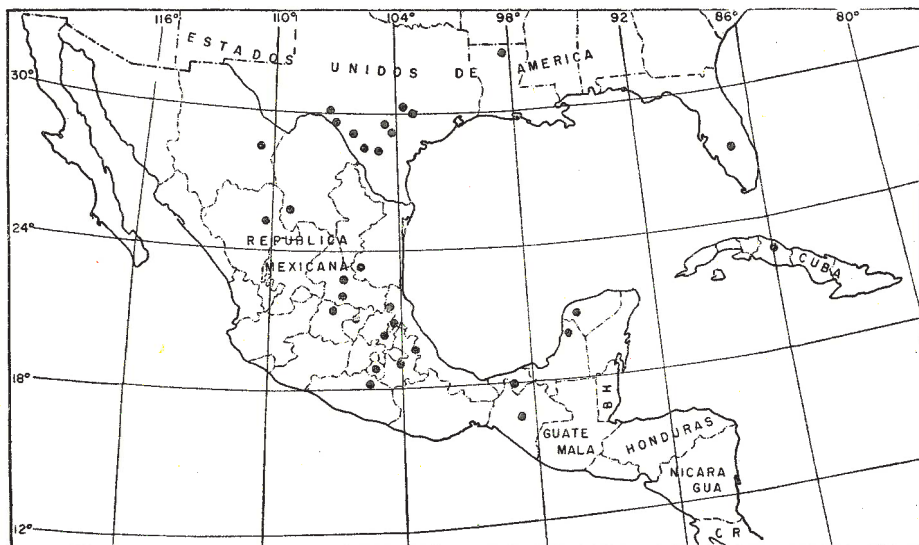 116° 110° 104° 98° 92° 86° 80°
ESTADOS
UNIDOS DE AMERICA
30°
24°
REPUBLICA
MEXICANA
CUBA
18°
BH
GUATE
MALA
HONDURAS
NICARA
GUA
12°
CR